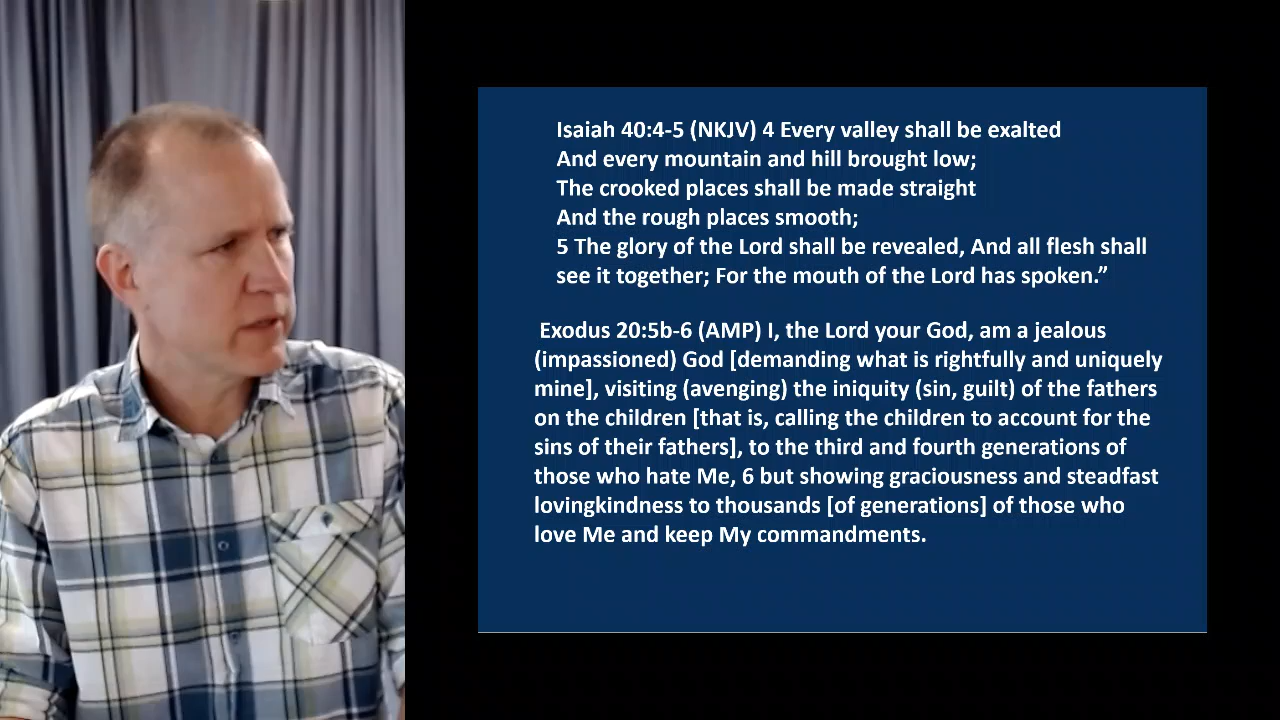 Isaiah 40:4-5 (NKJV) 4 Every valley shall be exalted
And every mountain and hill brought low;
The crooked places shall be made straight
And the rough places smooth;
5 The glory of the Lord shall be revealed, And all flesh shall
see it together; For the mouth of the Lord has spoken.”
Exodus 20:5b-6 (AMP) I, the Lord your God, am a jealous
(impassioned) God [demanding what is rightfully and uniquely
mine], visiting (avenging) the iniquity (sin, guilt) of the fathers
on the children [that is, calling the children to account for the
sins of their fathers], to the third and fourth generations of
those who hate Me, 6 but showing graciousness and steadfast
lovingkindness to thousands [of generations] of those who
love Me and keep My commandments.